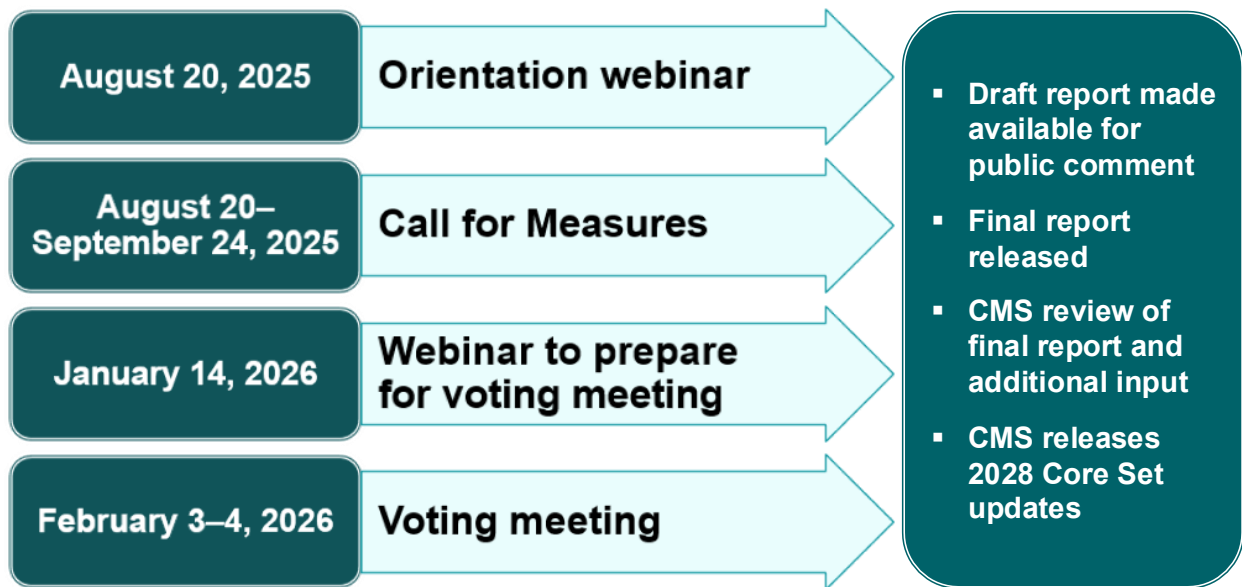 August 20, 2025
Orientation webinar
August 20–
September 24, 2025
Call for Measures
January 14, 2026
Webinar to prepare
for voting meeting
February 3–4, 2026
Voting meeting
▪ Draft report made
available for
public comment
▪ Final report
released
▪ CMS review of
final report and
additional input
▪ CMS releases
2028 Core Set
updates